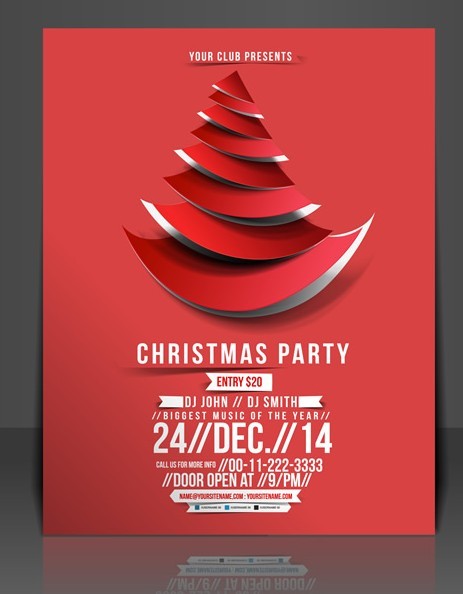 YOUR CLUB PRESENTS
CHRISTMAS PARTY
ENTRY $20
DJ JOHN // DJ SMITH
//BIGGEST MUSIC OF THE YEAR//
24//DEC.// 14
CALL US FOR MORE INFO //00-11-222-3333
//DOOR OPEN AT //9/PM//
NAME@YOURSITENAME.COM : YOURSITENAME.COM